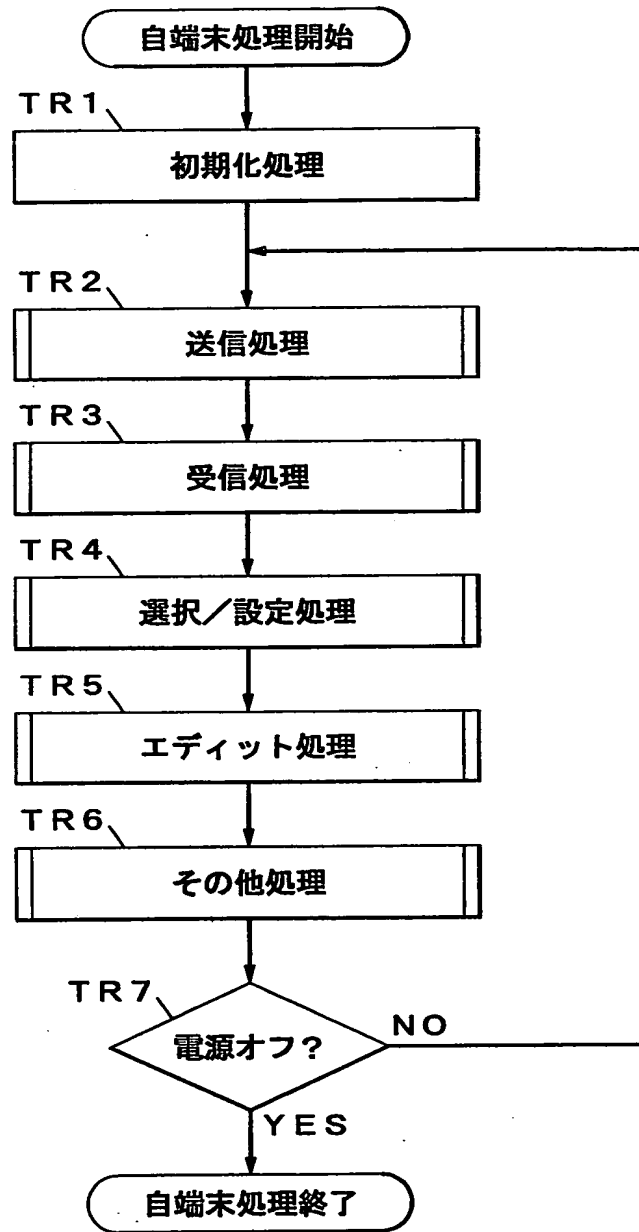 自端末処理開始
TR1
初期化処理
TR2
送信処理
TR3
受信処理
TR4
選択／設定処理
TR5
エディット処理
TR6
その他処理
TR7
電源オフ?
NO
YES
自端末処理終了